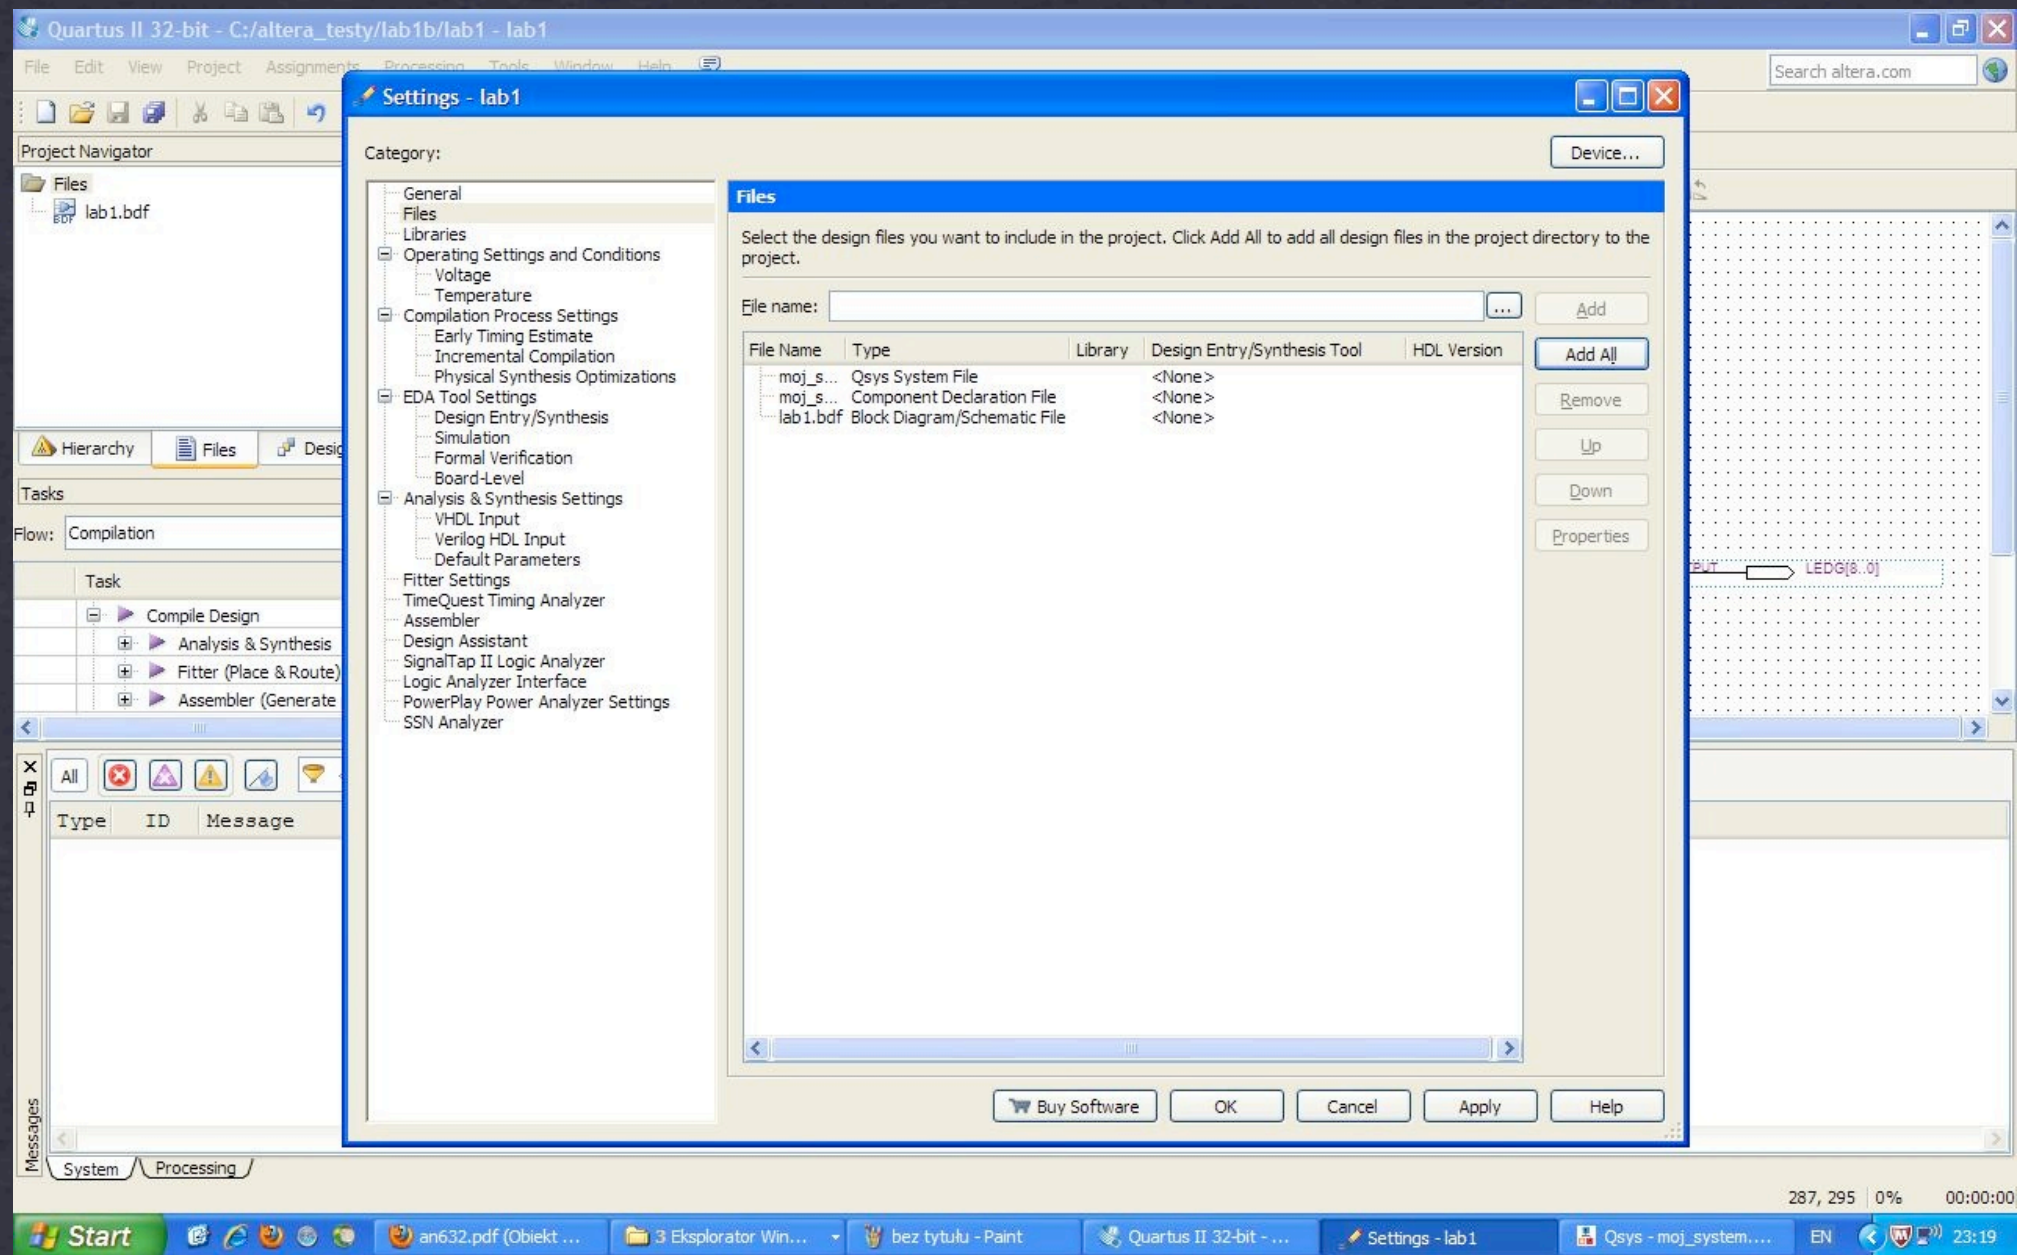 Quartus II 32-bit - C:/altera_testy/lab1b/lab1 - lab1
File Edit View Project Assignments Processing Tools Window Help
Search altera.com
Project Navigator
Files
lab1.bdf
Hierarchy Files
Tasks
Flow: Compilation
Task
Compile Design
Analysis & Synthesis
Fitter (Place & Route)
Assembler (Generate
Settings - lab1
Category:
Device...
General
Files
Libraries
Operating Settings and Conditions
Voltage
Temperature
Compilation Process Settings
Early Timing Estimate
Incremental Compilation
Physical Synthesis Optimizations
EDA Tool Settings
Design Entry/Synthesis
Simulation
Formal Verification
Board-Level
Analysis & Synthesis Settings
VHDL Input
Verilog HDL Input
Default Parameters
Fitter Settings
TimeQuest Timing Analyzer
Assembler
Design Assistant
SignalTap II Logic Analyzer
Logic Analyzer Interface
PowerPlay Power Analyzer Settings
SSN Analyzer
Files
Select the design files you want to include in the project. Click Add All to add all design files in the project directory to the
project.
File name: ... Add
File Name Type Library Design Entry/Synthesis Tool HDL Version
moj_s... Qsys System File <None>
moj_s... Component Declaration File <None>
lab1.bdf Block Diagram/Schematic File <None>
Add All
Remove
Up
Down
Properties
Buy Software OK Cancel Apply Help
LEDG[8..0]
All
Type ID Message
Messages
System Processing
287, 295 0% 00:00:00
Start an632.pdf (Obiekt ... 3 Eksplorator Win... bez tytułu - Paint Quartus II 32-bit - ... Settings - lab1 Qsys - moj_system.... EN 23:19